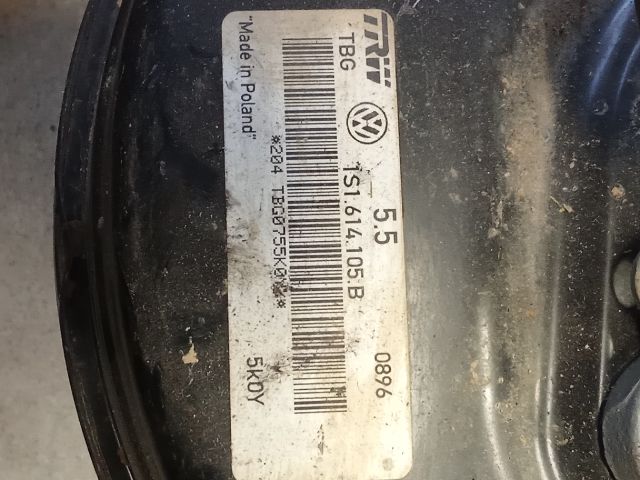 TRW 5.5 0896
TBG 1S1.614.105.B
"Made in Poland" 5K0Y